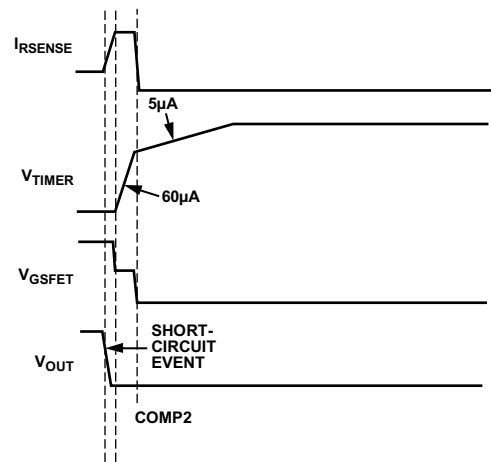 IRSENSE
5µA
VTIMER
60µA
VGSFET
SHORT-
CIRCUIT
EVENT
VOUT
COMP2